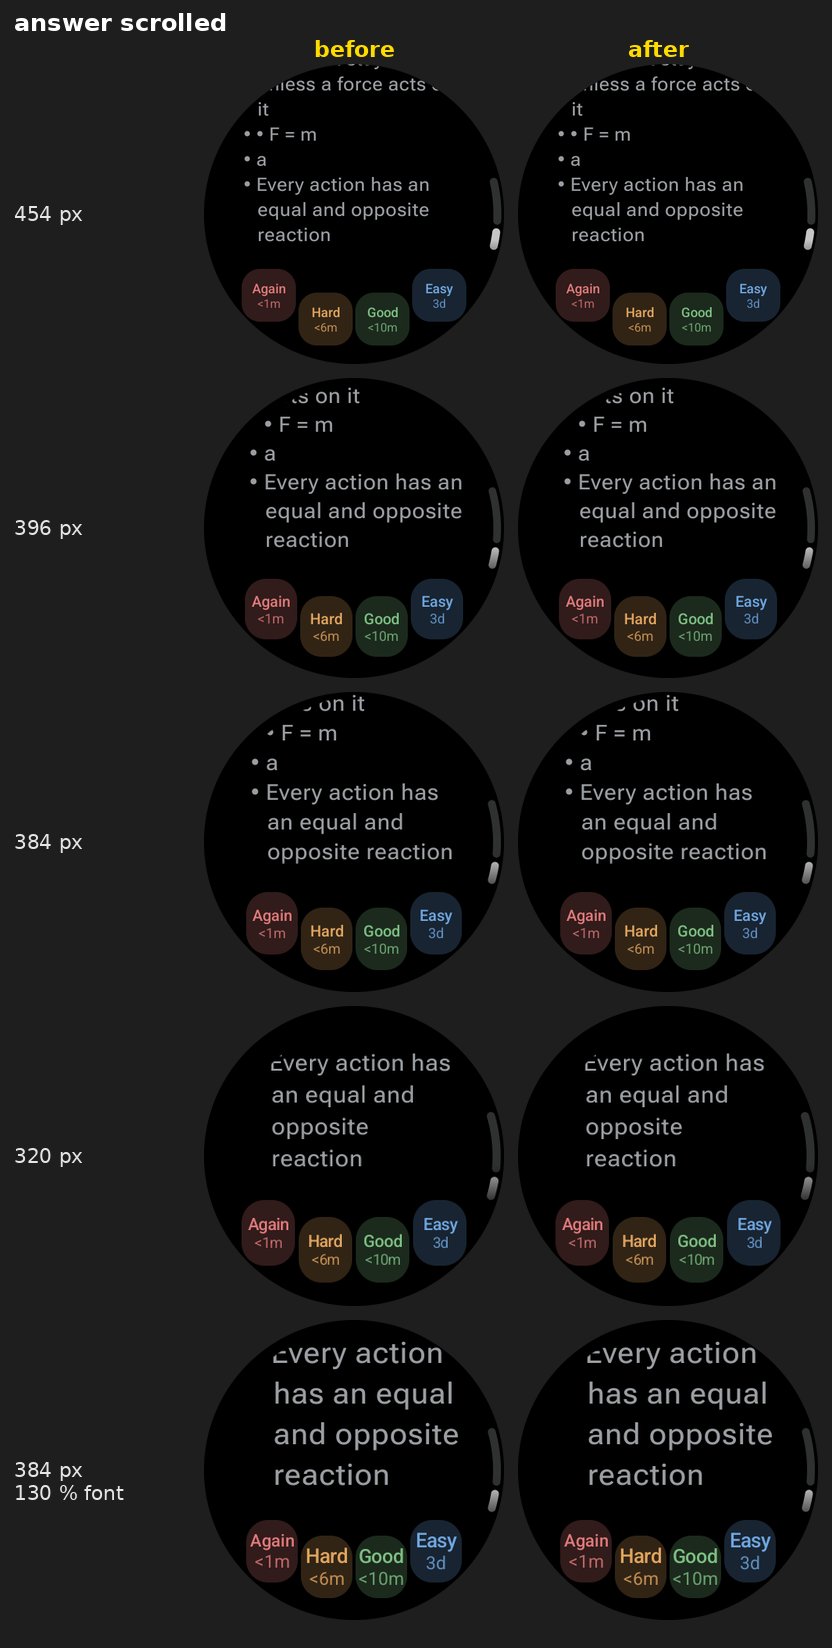 answer scrolled
before after
454 px
less a force acts
it
• • F = m
• a
• Every action has an
equal and opposite
reaction
Again
<1m
Hard
<6m
Good
<10m
Easy
3d
less a force acts
it
• • F = m
• a
• Every action has an
equal and opposite
reaction
Again
<1m
Hard
<6m
Good
<10m
Easy
3d
396 px
on it
• F = m
• a
• Every action has an
equal and opposite
reaction
Again
<1m
Hard
<6m
Good
<10m
Easy
3d
on it
• F = m
• a
• Every action has an
equal and opposite
reaction
Again
<1m
Hard
<6m
Good
<10m
Easy
3d
384 px
on it
• F = m
• a
• Every action has
an equal and
opposite reaction
Again
<1m
Hard
<6m
Good
<10m
Easy
3d
on it
• F = m
• a
• Every action has
an equal and
opposite reaction
Again
<1m
Hard
<6m
Good
<10m
Easy
3d
320 px
Every action has
an equal and
opposite
reaction
Again
<1m
Hard
<6m
Good
<10m
Easy
3d
Every action has
an equal and
opposite
reaction
Again
<1m
Hard
<6m
Good
<10m
Easy
3d
384 px
130 % font
Every action
has an equal
and opposite
reaction
Again
<1m
Hard
<6m
Good
<10m
Easy
3d
Every action
has an equal
and opposite
reaction
Again
<1m
Hard
<6m
Good
<10m
Easy
3d